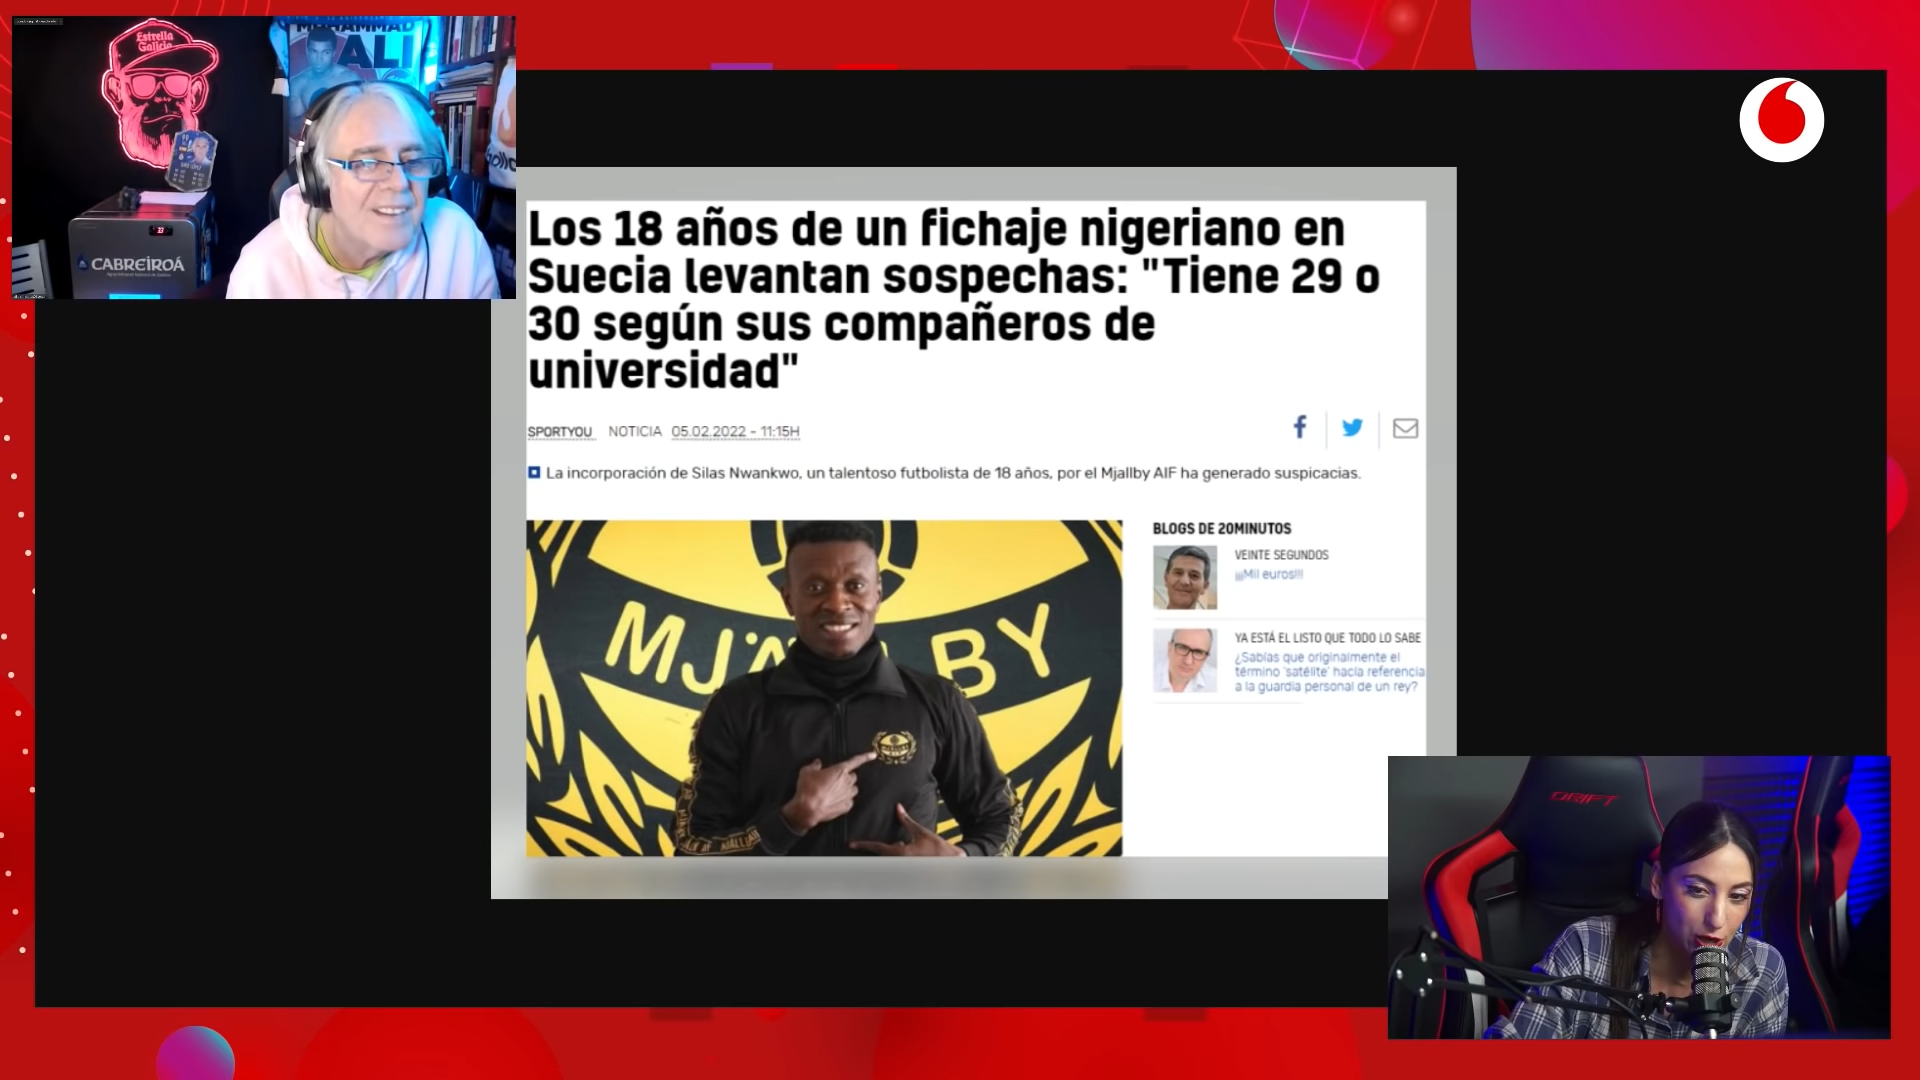 Estrella
Galicia
MUHAMMAD
ALI
33
CABREIROÁ
Los 18 años de un fichaje nigeriano en
Suecia levantan sospechas: "Tiene 29 o
30 según sus compañeros de
universidad"
SPORTYOU NOTICIA 05.02.2022 - 11:15H
La incorporación de Silas Nwankwo, un talentoso futbolista de 18 años, por el Mjallby AIF ha generado suspicacias.
MJÄ BY
BLOGS DE 20MINUTOS
VEINTE SEGUNDOS
¡¡¡Mil euros!!!
YA ESTÁ EL LISTO QUE TODO LO SABE
¿Sabías que originalmente el
término 'satélite' hacía referencia
a la guardia personal de un rey?
DRIFT